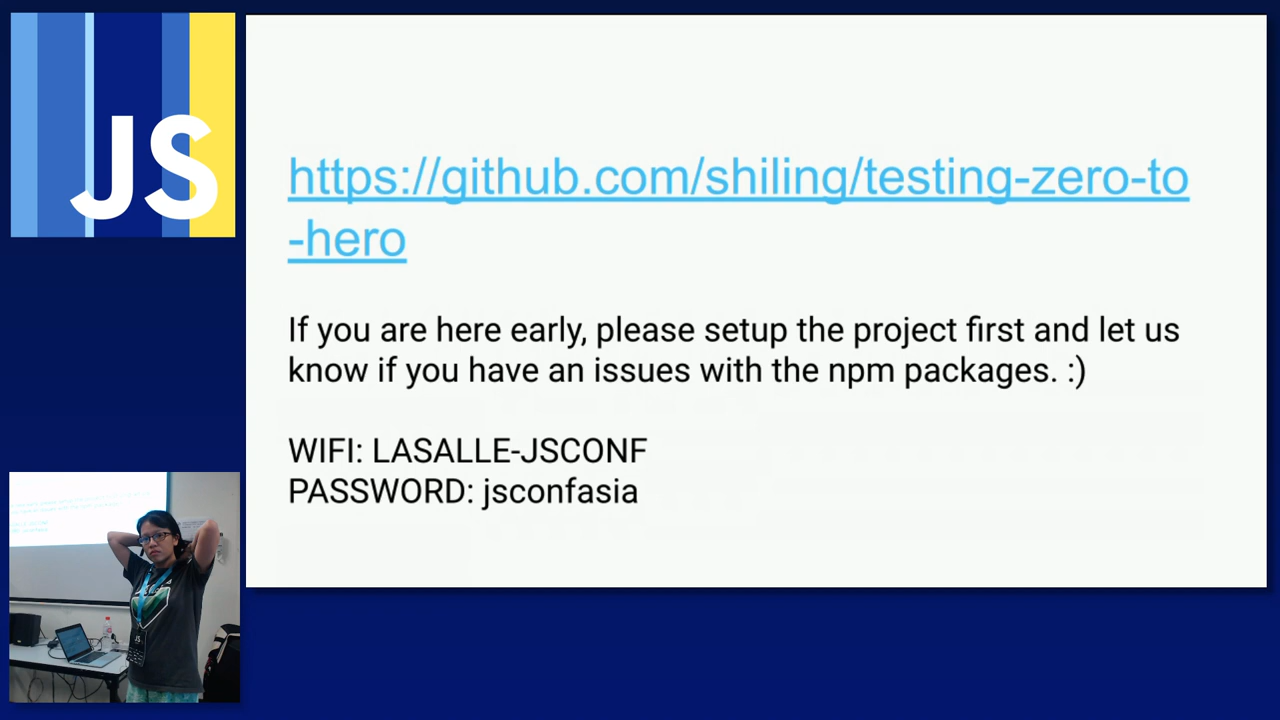 JS
https://github.com/shiling/testing-zero-to
-hero
If you are here early, please setup the project first and let us
know if you have an issues with the npm packages. :)
WIFI: LASALLE-JSCONF
PASSWORD: jsconfasia